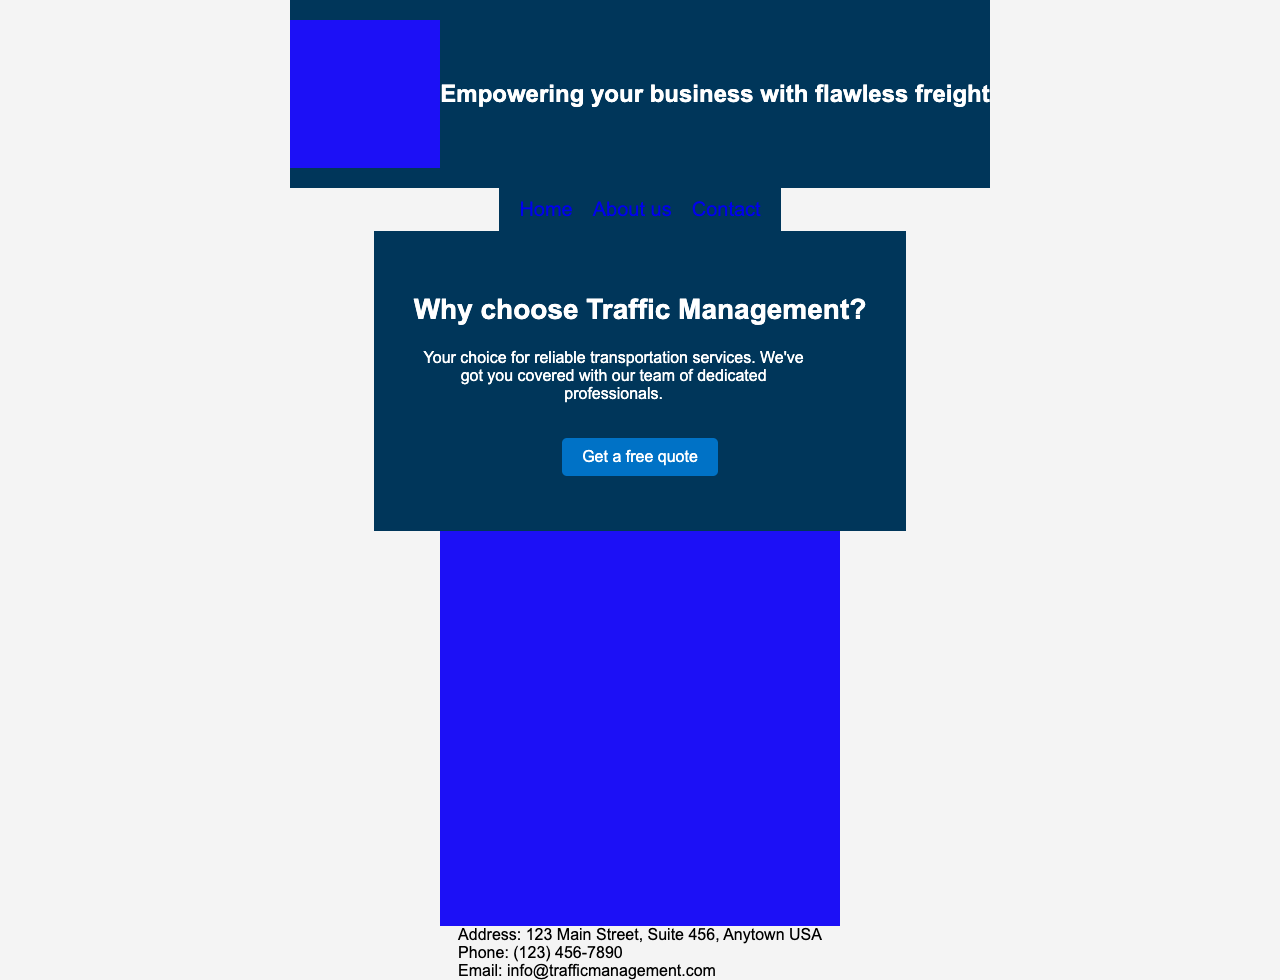 Empowering your business with flawless freight
Home About us Contact
Why choose Traffic Management?
Your choice for reliable transportation services. We've
got you covered with our team of dedicated
professionals.
Get a free quote
Address: 123 Main Street, Suite 456, Anytown USA
Phone: (123) 456-7890
Email: info@trafficmanagement.com